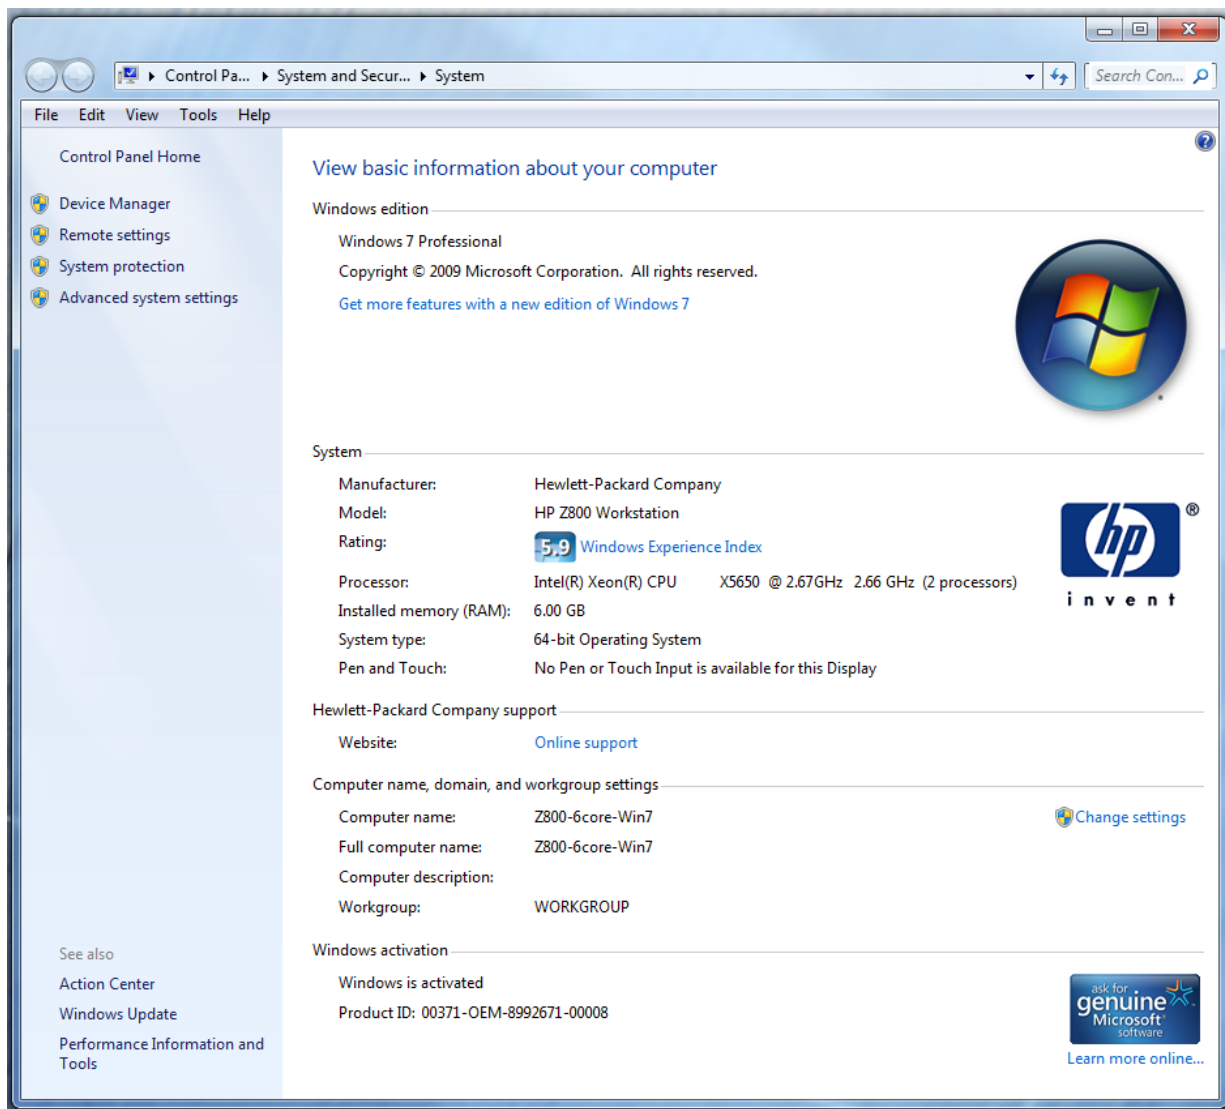 Control Pa... System and Secur... System
Search Con...
File Edit View Tools Help
Control Panel Home
Device Manager
Remote settings
System protection
Advanced system settings
View basic information about your computer
Windows edition
Windows 7 Professional
Copyright © 2009 Microsoft Corporation. All rights reserved.
Get more features with a new edition of Windows 7
System
Manufacturer: Hewlett-Packard Company
Model: HP Z800 Workstation
Rating: 5.9 Windows Experience Index
Processor: Intel(R) Xeon(R) CPU X5650 @ 2.67GHz 2.66 GHz (2 processors)
Installed memory (RAM): 6.00 GB
System type: 64-bit Operating System
Pen and Touch: No Pen or Touch Input is available for this Display
hp ®
invent
Hewlett-Packard Company support
Website: Online support
Computer name, domain, and workgroup settings
Computer name: Z800-6core-Win7
Change settings
Full computer name: Z800-6core-Win7
Computer description:
Workgroup: WORKGROUP
Windows activation
Windows is activated
Product ID: 00371-OEM-8992671-00008
ask for
genuine
Microsoft
software
Learn more online...
See also
Action Center
Windows Update
Performance Information and
Tools